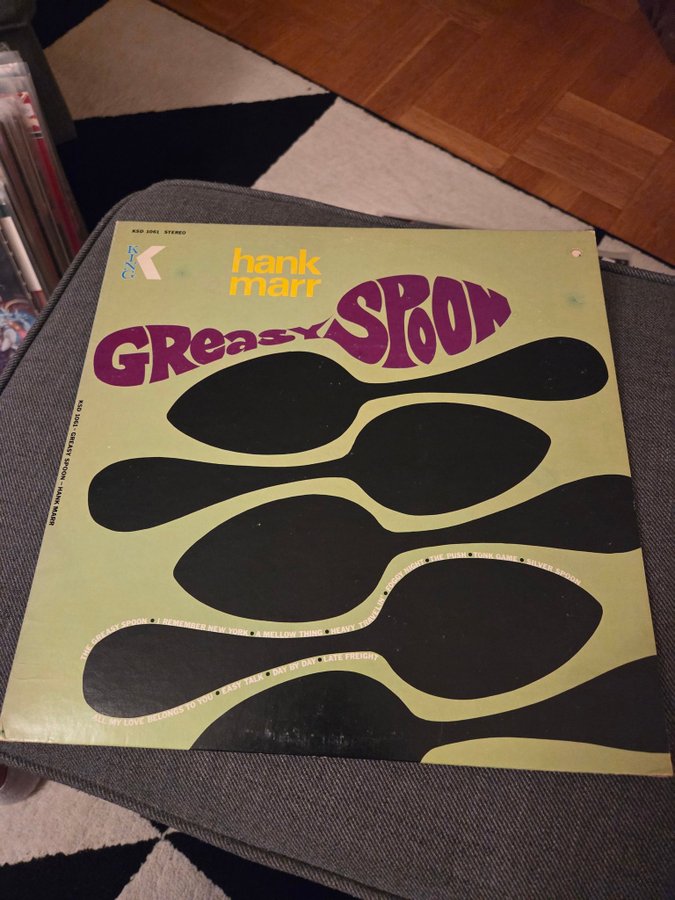 KSD 1061 STEREO
KING
K
hank
marr
GREASY SPOON
KSD 1061 · GREASY SPOON – HANK MARR
THE GREASY SPOON • I REMEMBER NEW YORK • A MELLOW THING • HEAVY TRAVELIN' • FOGGY NIGHT • THE PUSH • TONK GAME • SILVER SPOON
ALL MY LOVE BELONGS TO YOU • EASY TALK • DAY BY DAY • LATE FREIGHT